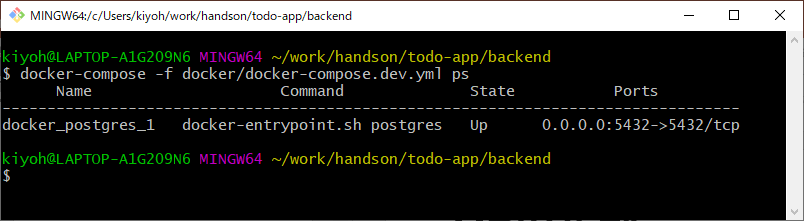 MINGW64:/c/Users/kiyoh/work/handson/todo-app/backend
kiyoh@LAPTOP-A1G2O9N6 MINGW64 ~/work/handson/todo-app/backend
$ docker-compose -f docker/docker-compose.dev.yml ps
      Name                     Command              State           Ports
--------------------------------------------------------------------------------
docker_postgres_1   docker-entrypoint.sh postgres   Up      0.0.0.0:5432->5432/tcp
kiyoh@LAPTOP-A1G2O9N6 MINGW64 ~/work/handson/todo-app/backend
$